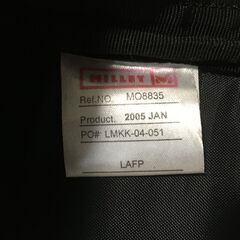 MILLET
Ref.NO. MO8835
Product. 2005 JAN
PO#: LMKK-04-051
LAFP